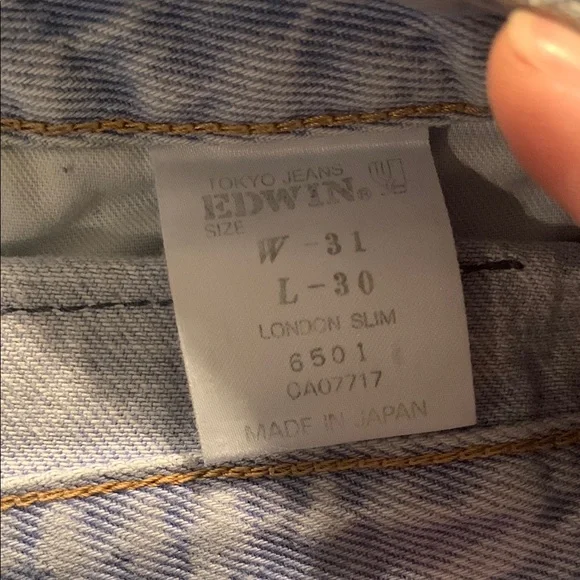 TOKYO JEANS
EDWIN®
SIZE
W-31
L-30
LONDON SLIM
6501
CA07717
MADE IN JAPAN